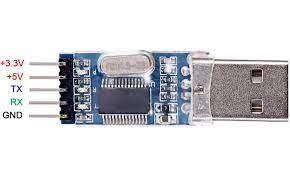 +3.3V
+5V
TX
RX
GND